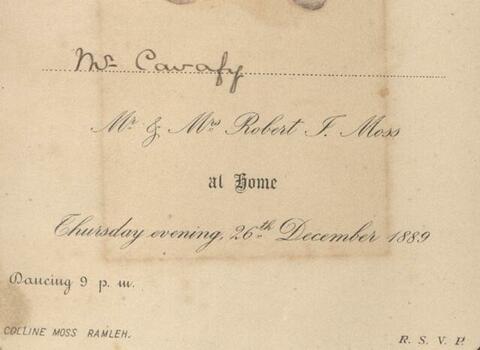 Mr Cavafy
Mr & Mrs Robert J. Moss
at Home
Thursday evening, 26th December 1889
Dancing 9 p. m.
COLLINE MOSS RAMLEH.
R. S. V. P.